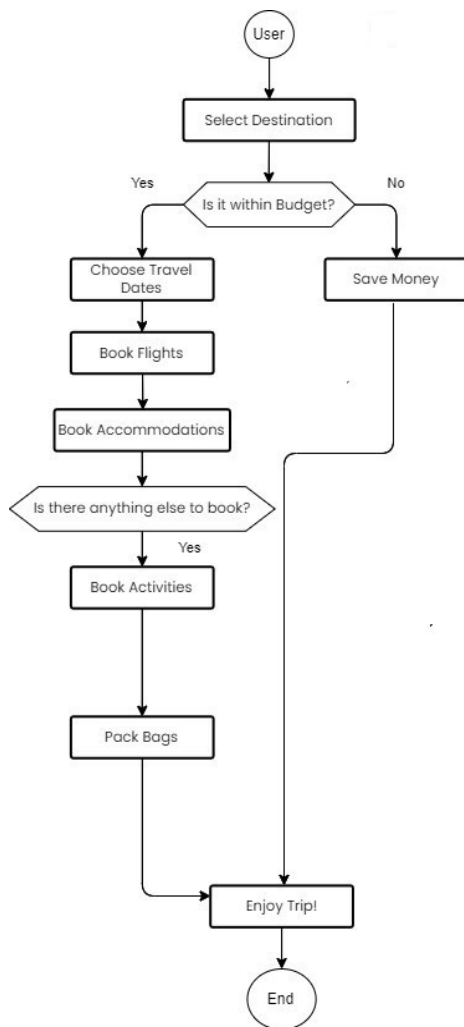 User
Select Destination
Yes
Is it within Budget?
No
Choose Travel
Dates
Save Money
Book Flights
Book Accommodations
Is there anything else to book?
Yes
Book Activities
Pack Bags
Enjoy Trip!
End